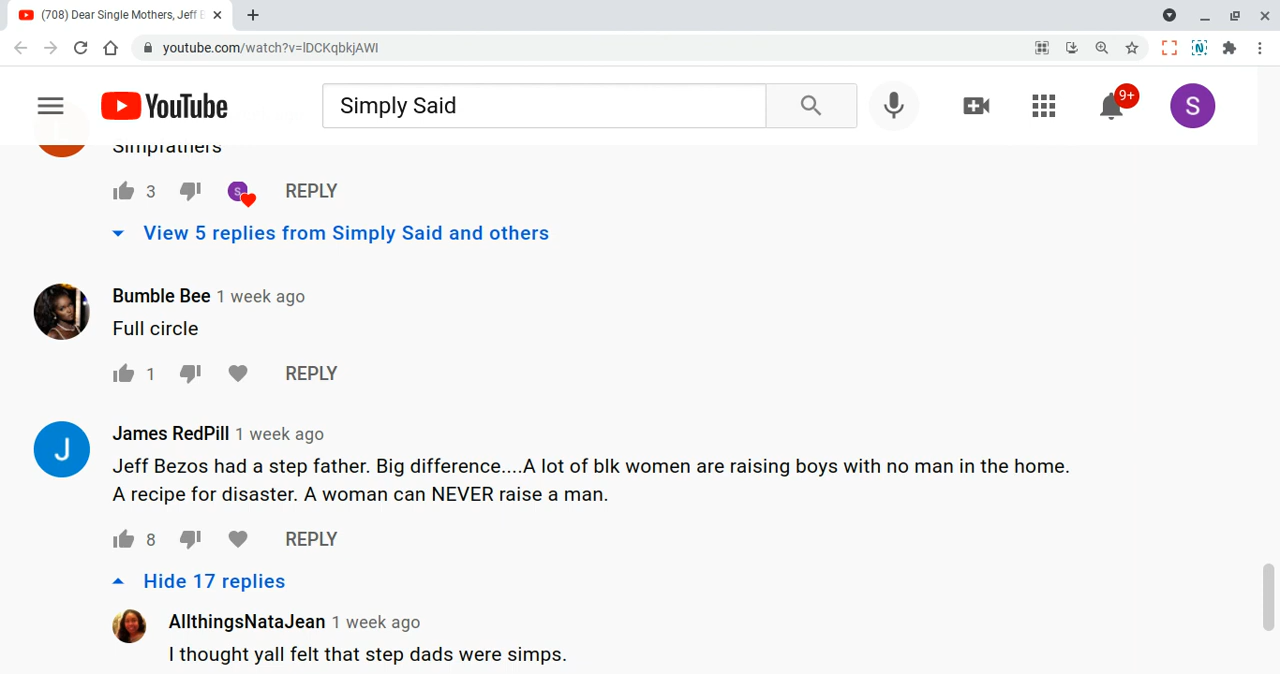 (708) Dear Single Mothers, Jeff B
youtube.com/watch?v=lDCKqbkjAWI
N
YouTube
Simply Said
9+
S
Simpfathers
3
S
REPLY
View 5 replies from Simply Said and others
Bumble Bee 1 week ago
Full circle
1
REPLY
J
James RedPill 1 week ago
Jeff Bezos had a step father. Big difference....A lot of blk women are raising boys with no man in the home.
A recipe for disaster. A woman can NEVER raise a man.
8
REPLY
Hide 17 replies
AllthingsNataJean 1 week ago
I thought yall felt that step dads were simps.